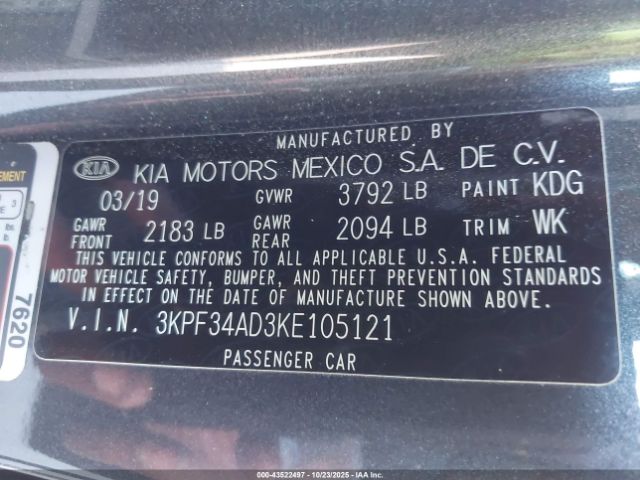 MANUFACTURED BY
KIA KIA MOTORS MEXICO S.A. DE C.V.
03/19 GVWR 3792 LB PAINT KDG
GAWR FRONT 2183 LB GAWR REAR 2094 LB TRIM WK
THIS VEHICLE CONFORMS TO ALL APPLICABLE U.S.A. FEDERAL
MOTOR VEHICLE SAFETY, BUMPER, AND THEFT PREVENTION STANDARDS
IN EFFECT ON THE DATE OF MANUFACTURE SHOWN ABOVE.
V.I.N. 3KPF34AD3KE105121
PASSENGER CAR
7620
000-43522497 - 10/23/2025 - IAAI.COM